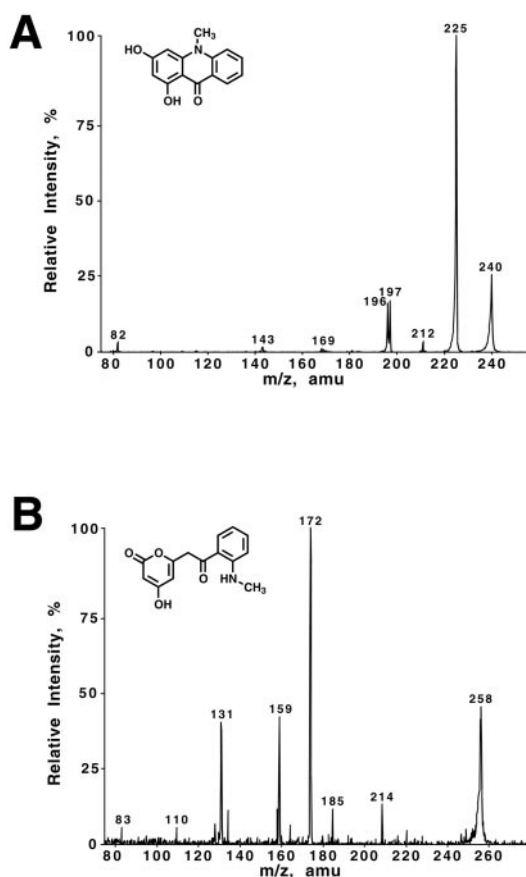 A
100
75
50
25
0
Relative Intensity, %
HO
CH₃
N
OH
O
225
240
196
197
212
169
143
82
80 100 120 140 160 180 200 220 240
m/z, amu
B
100
75
50
25
0
Relative Intensity, %
O
O
OH
O
HN
CH₃
172
258
131
159
185
214
83
110
80 100 120 140 160 180 200 220 240 260
m/z, amu